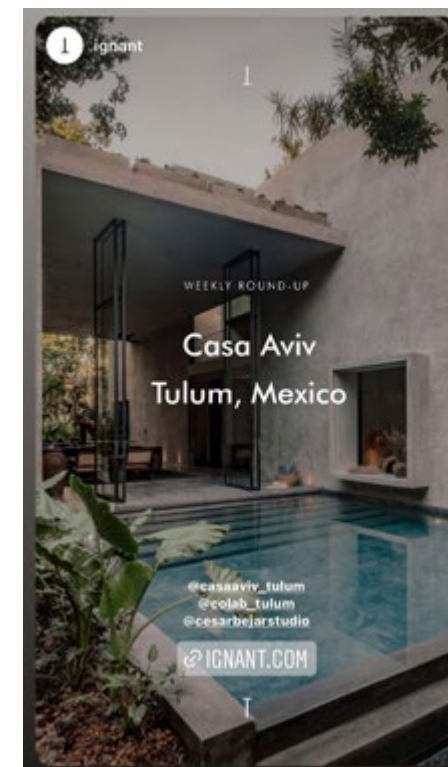 ignant
WEEKLY ROUND-UP
Casa Aviv
Tulum, Mexico
@casaaviv_tulum
@colab_tulum
@cesarbejarstudio
IGNANT.COM